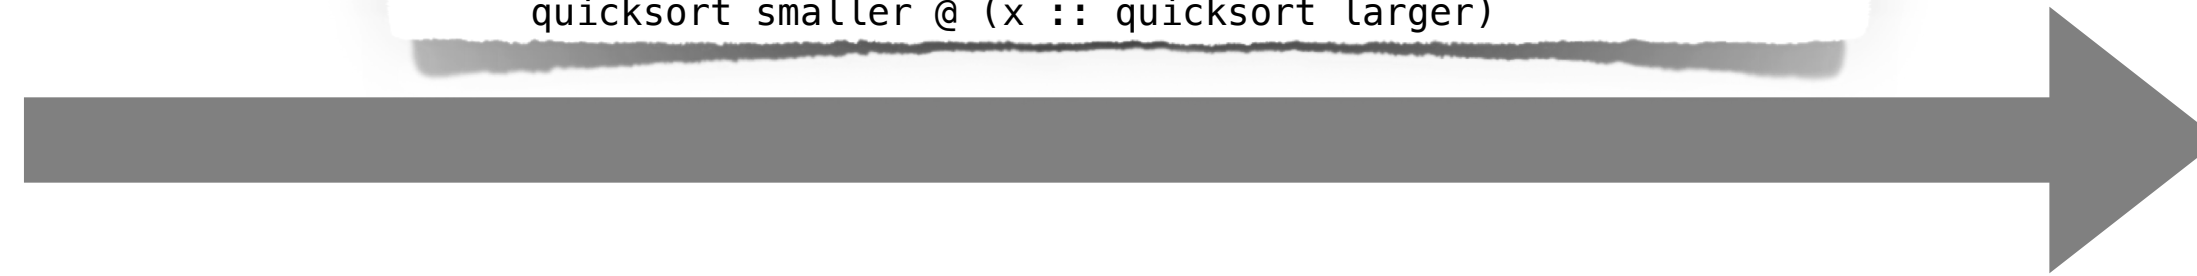 quicksort smaller @ (x :: quicksort larger)